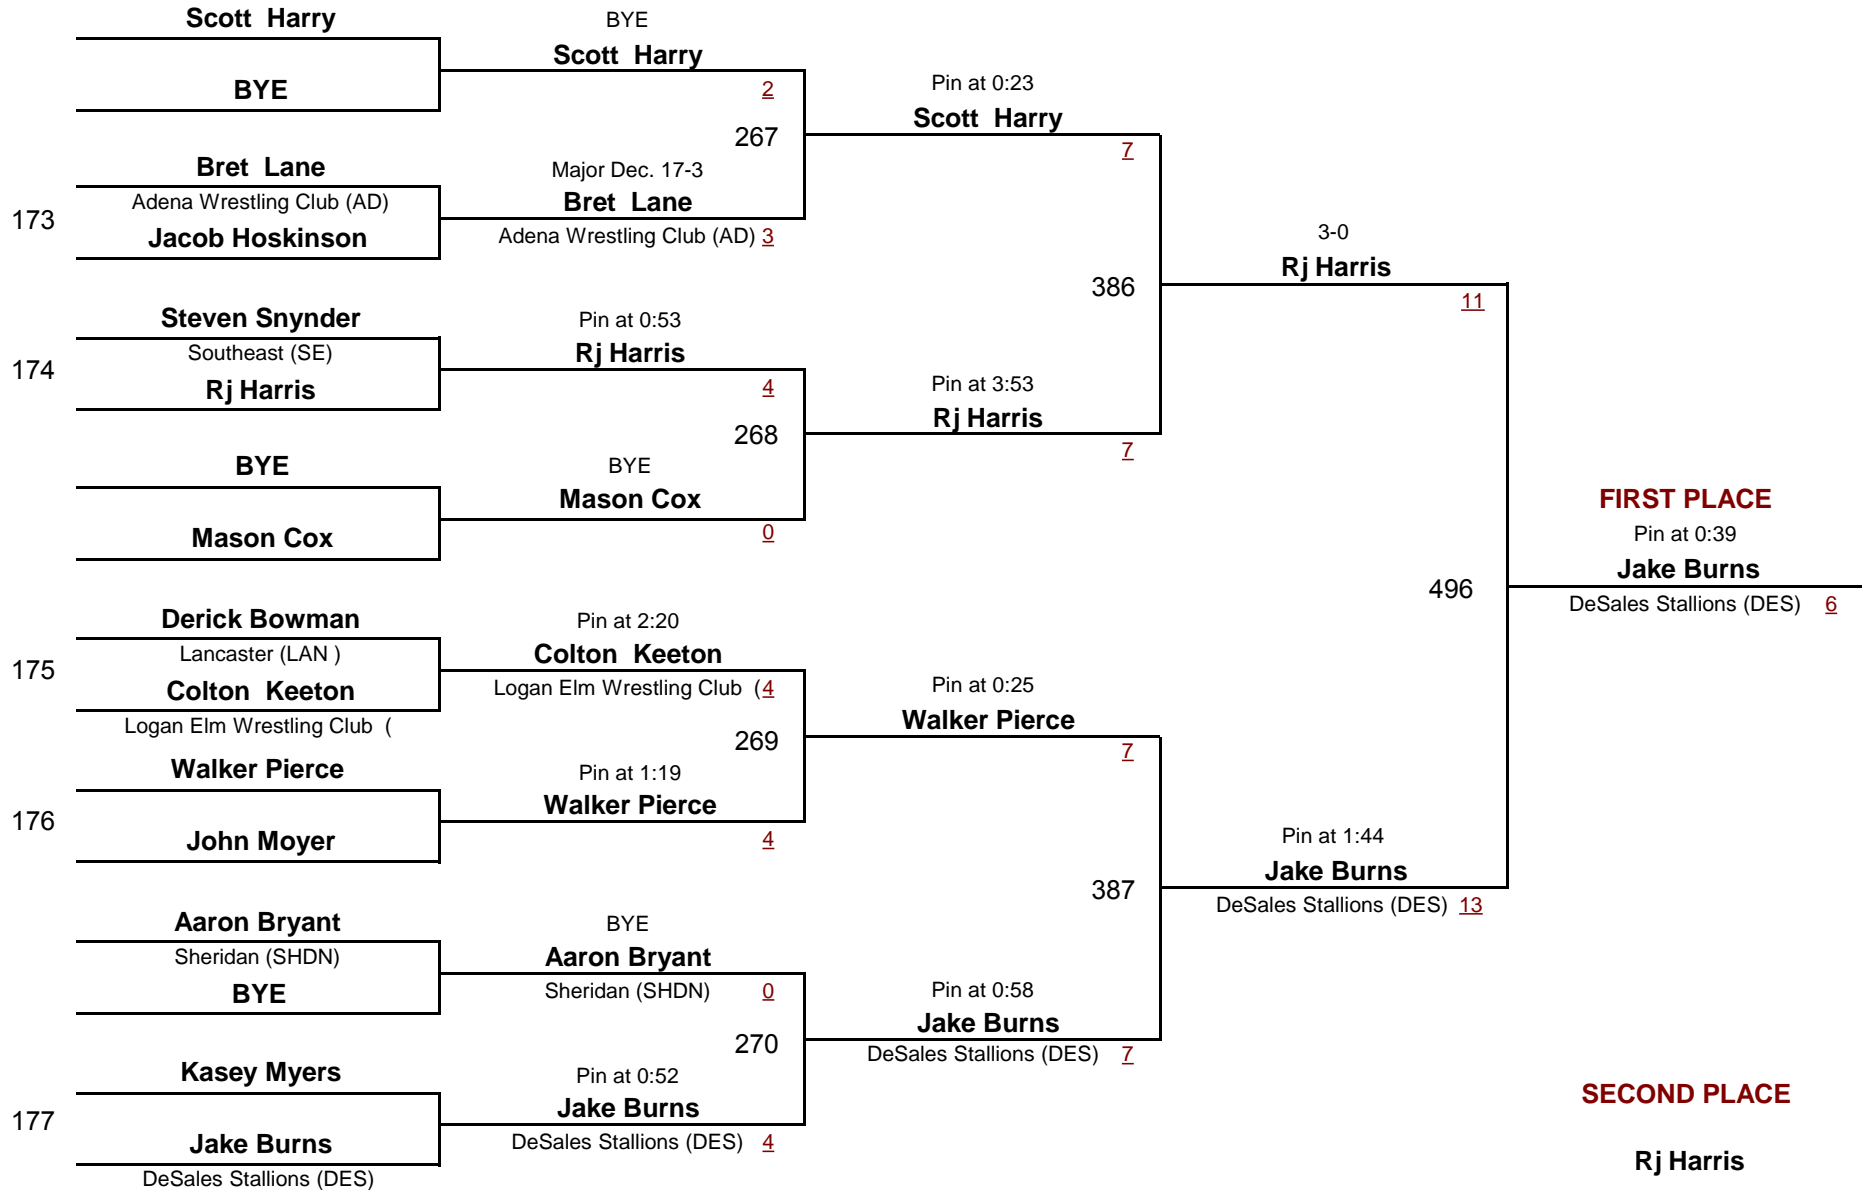 Scott  Harry
BYE
Scott  Harry
BYE
2
Pin at 0:23
Scott  Harry
267
7
Bret  Lane
Major Dec. 17-3
Adena Wrestling Club (AD)
Bret  Lane
173
Jacob Hoskinson
Adena Wrestling Club (AD) 3
3-0
Rj Harris
386
11
Steven Snynder
Pin at 0:53
Southeast (SE)
Rj Harris
174
Rj Harris
4
Pin at 3:53
Rj Harris
268
7
BYE
BYE
Mason Cox
Mason Cox
0
FIRST PLACE
Pin at 0:39
Jake Burns
496
DeSales Stallions (DES) 6
Derick Bowman
Pin at 2:20
Lancaster (LAN )
Colton  Keeton
175
Colton  Keeton
Logan Elm Wrestling Club  (4
Pin at 0:25
Logan Elm Wrestling Club  (
Walker Pierce
269
7
Walker Pierce
Pin at 1:19
Walker Pierce
176
John Moyer
4
Pin at 1:44
Jake Burns
387
DeSales Stallions (DES) 13
Aaron Bryant
BYE
Sheridan (SHDN)
Aaron Bryant
BYE
Sheridan (SHDN) 0
Pin at 0:58
Jake Burns
270
DeSales Stallions (DES) 7
Kasey Myers
Pin at 0:52
Jake Burns
177
Jake Burns
DeSales Stallions (DES) 4
DeSales Stallions (DES)
SECOND PLACE
Rj Harris